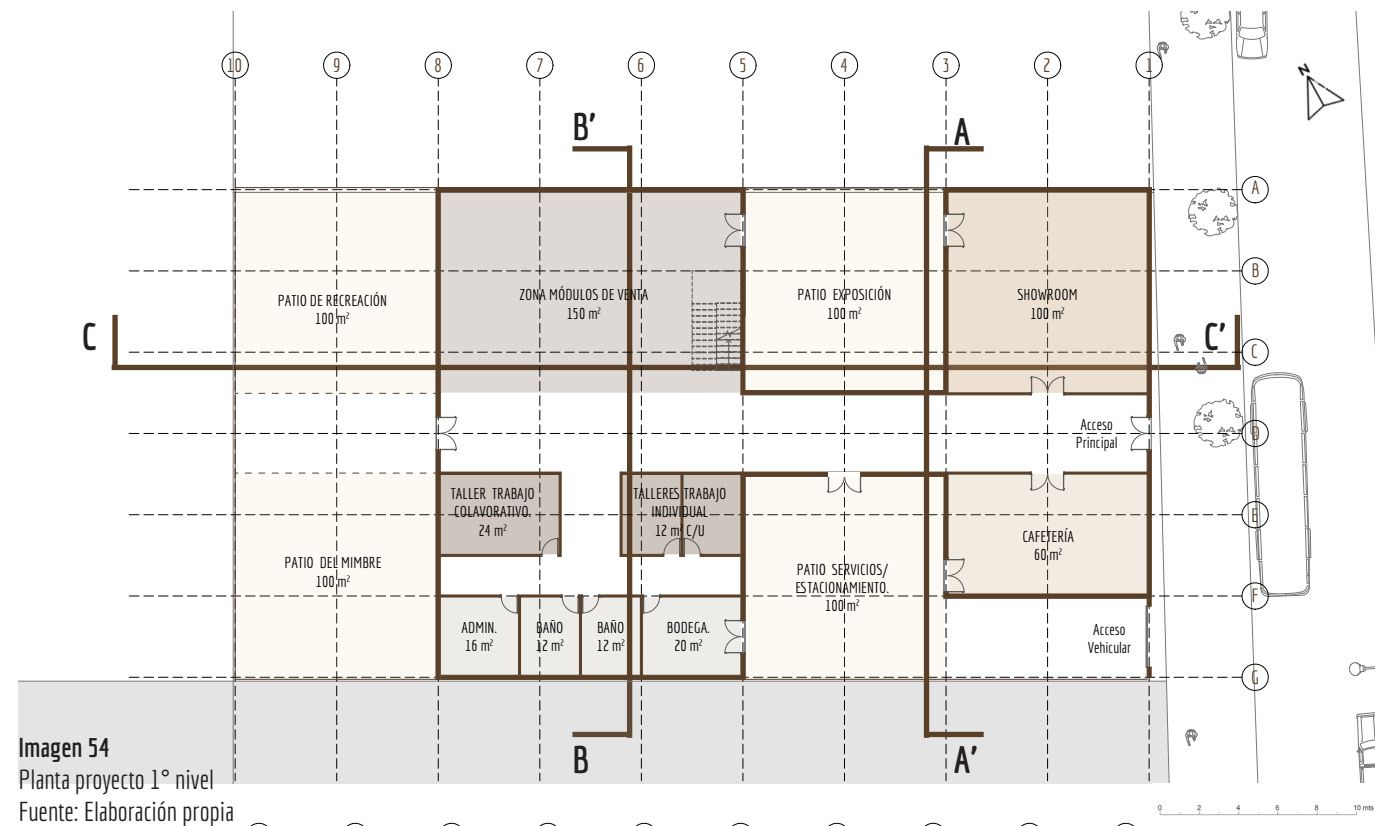 10
9
8
7
6
5
4
3
2
1
N
B'
A
A
B
C
D
E
F
G
C
C'
PATIO DE RECREACIÓN
100 m²
ZONA MÓDULOS DE VENTA
150 m²
PATIO EXPOSICIÓN
100 m²
SHOWROOM
100 m²
Acceso
Principal
TALLER TRABAJO
COLAVORATIVO.
24 m²
TALLERES TRABAJO
INDIVIDUAL
12 m² C/U
CAFETERÍA
60 m²
PATIO DEL MIMBRE
100 m²
PATIO SERVICIOS/
ESTACIONAMIENTO.
100 m²
ADMIN.
16 m²
BAÑO
12 m²
BAÑO
12 m²
BODEGA.
20 m²
Acceso
Vehicular
B
A'
Imagen 54
Planta proyecto 1° nivel
Fuente: Elaboración propia
0 2 4 6 8 10 mts